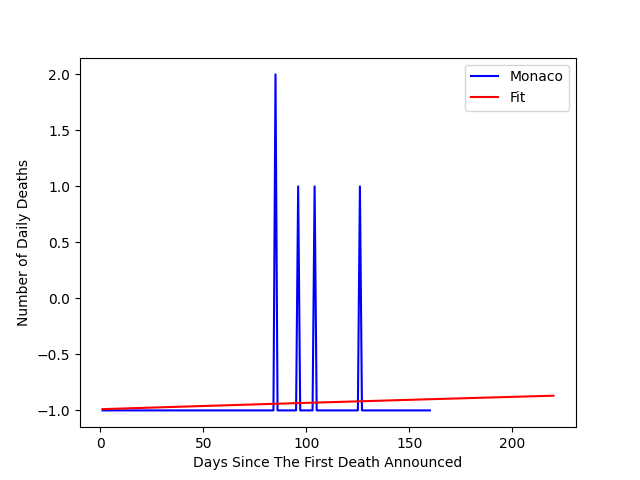 Monaco
Fit
2.0
1.5
1.0
0.5
0.0
−0.5
−1.0
Number of Daily Deaths
0 50 100 150 200
Days Since The First Death Announced